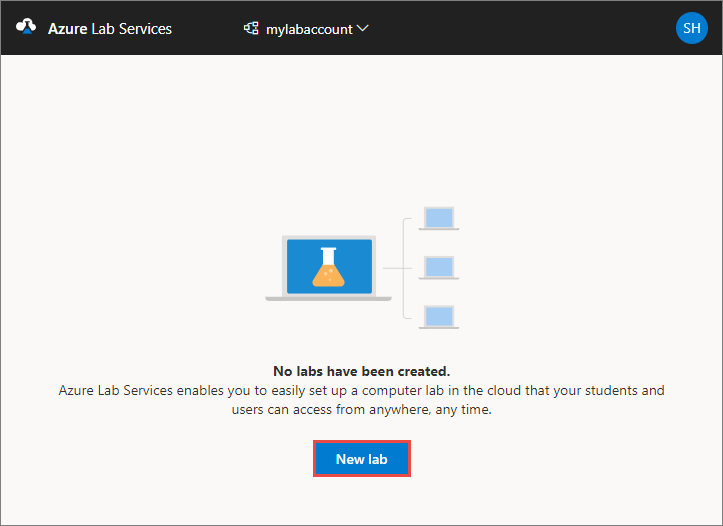 Azure Lab Services
mylabaccount
SH
No labs have been created.
Azure Lab Services enables you to easily set up a computer lab in the cloud that your students and
users can access from anywhere, any time.
New lab